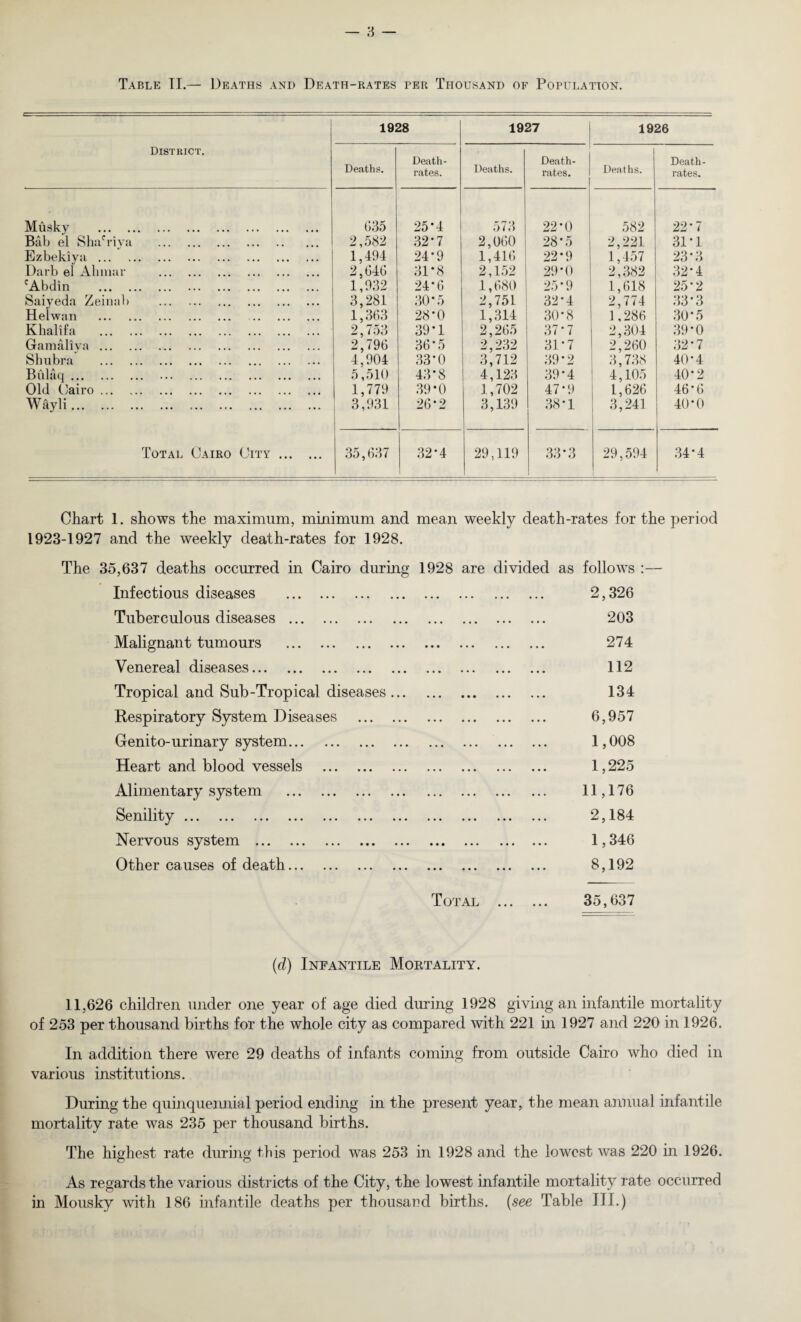 — 3 —
Table II.— Deaths and Death-rates per Thousand of Population.
District. 1928 1927 1926
Deaths. Death-rates. Deaths. Death-rates. Deaths. Death-rates.
Mûsky ... ... ... ... ... ... ... ... 635 25·4 573 22·0 582 22·7
Bâb el Shaʿrîya ... ... ... ... .. ... 2,582 32·7 2,060 28·5 2,221 31·1
Ezbekîya ... ... ... ... ... ... ... ... 1,494 24·9 1,416 22·9 1,457 23·3
Darb el Ahmar ... ... ... ... ... ... 2,646 31·8 2,152 29·0 2,382 32·4
ʿAbdîn ... ... ... ... ... ... ... ... 1,932 24·6 1,680 25·9 1,618 25·2
Saiyeda Zeinab ... ... ... ... ... ... 3,281 30·5 2,751 32·4 2,774 33·3
Helwan ... ... ... ... ... ... ... ... 1,363 28·0 1,314 30·8 1,286 30·5
Khalîfa ... ... ... ... ... ... ... ... 2,753 39·1 2,265 37·7 2,304 39·0
Gamâlîya ... ... ... ... ... ... ... ... 2,796 36·5 2,232 31·7 2,260 32·7
Shubra ... ... ... ... ... ... ... ... 4,904 33·0 3,712 39·2 3,738 40·4
Bûlâq ... ... ... ... ... ... ... ... ... 5,510 43·8 4,123 39·4 4,105 40·2
Old Cairo ... ... ... ... ... ... ... ... 1,779 39·0 1,702 47·9 1,626 46·6
Wâyli ... ... ... ... ... ... ... ... ... 3,931 26·2 3,139 38·1 3,241 40·0
Total Cairo City ... ... 35,637 32·4 29,119 33·3 29,594 34·4
Chart 1. shows the maximum, minimum and mean weekly death-rates for the period
1923-1927 and the weekly death-rates for 1928.
The 35,637 deaths occurred in Cairo during 1928 are divided as follows :—
Infectious diseases ... ... ... ... ... ... ... ... 2,326
Tuberculous diseases ... ... ... ... ... ... ... ... 203
Malignant tumours ... ... ... ... ... ... ... ... 274
Venereal diseases ... ... ... ... ... ... ... ... ... 112
Tropical and Sub-Tropical diseases ... ... ... ... ... 134
Respiratory System Diseases ... ... ... ... ... ... 6,957
Genito-urinary system ... ... ... ... ... ... ... ... 1,008
Heart and blood vessels ... ... ... ... ... ... ... 1,225
Alimentary system ... ... ... ... ... ... ... ... 11,176
Senility ... ... ... ... ... ... ... ... ... ... ... 2,184
Nervous system ... ... ... ... ... ... ... ... ... 1,346
Other causes of death ... ... ... ... ... ... ... ... 8,192
Total ... ... 35,637
(d) Infantile Mortality.
11,626 children under one year of age died during 1928 giving an infantile mortality
of 253 per thousand births for the whole city as compared with 221 in 1927 and 220 in 1926.
In addition there were 29 deaths of infants coming from outside Cairo who died in
various institutions.
During the quinquennial period ending in the present year, the mean annual infantile
mortality rate was 235 per thousand births.
The highest rate during this period was 253 in 1928 and the lowest was 220 in 1926.
As regards the various districts of the City, the lowest infantile mortality rate occurred
in Mousky with 186 infantile deaths per thousand births. (see Table III.)